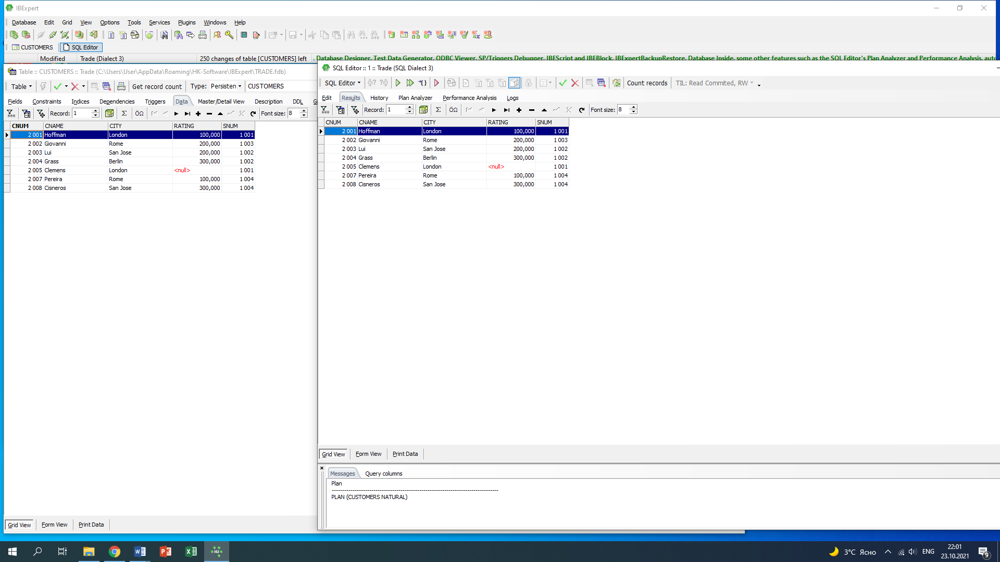 IBExpert
Database Edit Grid View Options Tools Services Plugins Windows Help
CUSTOMERS SQL Editor
Modified Trade (Dialect 3) 250 changes of table [CUSTOMERS] left Database Designer, Test Data Generator, ODBC Viewer, SP/Triggers Debugger, IBEScript and IBEBlock, IBExpertBackupRestore, Database Inside, some other features such as the SQL Editor's Plan Analyzer and Performance Analysis, auto
Table :: CUSTOMERS :: Trade (C:\Users\User\AppData\Roaming\HK-Software\IBExpert\TRADE.fdb)
Table Get record count Type: Persisten CUSTOMERS
Fields Constraints Indices Dependencies Triggers Data Master/Detail View Description DDL G
Record: 1 Σ ÖΩ Font size: 8
CNUM CNAME CITY RATING SNUM
2 001 Hoffman London 100,000 1 001
2 002 Giovanni Rome 200,000 1 003
2 003 Lui San Jose 200,000 1 002
2 004 Grass Berlin 300,000 1 002
2 005 Clemens London <null> 1 001
2 007 Pereira Rome 100,000 1 004
2 008 Cisneros San Jose 300,000 1 004
Grid View Form View Print Data
SQL Editor :: 1 :: Trade (SQL Dialect 3)
SQL Editor Count records TIL: Read Commited, RW
Edit Results History Plan Analyzer Performance Analysis Logs
Record: 1 Σ ÖΩ Font size: 8
CNUM CNAME CITY RATING SNUM
2 001 Hoffman London 100,000 1 001
2 002 Giovanni Rome 200,000 1 003
2 003 Lui San Jose 200,000 1 002
2 004 Grass Berlin 300,000 1 002
2 005 Clemens London <null> 1 001
2 007 Pereira Rome 100,000 1 004
2 008 Cisneros San Jose 300,000 1 004
Grid View Form View Print Data
Messages Query columns
Plan
--------------------------------------------------------------------------------
PLAN (CUSTOMERS NATURAL)
3°C Ясно ENG 22:01
23.10.2021
9